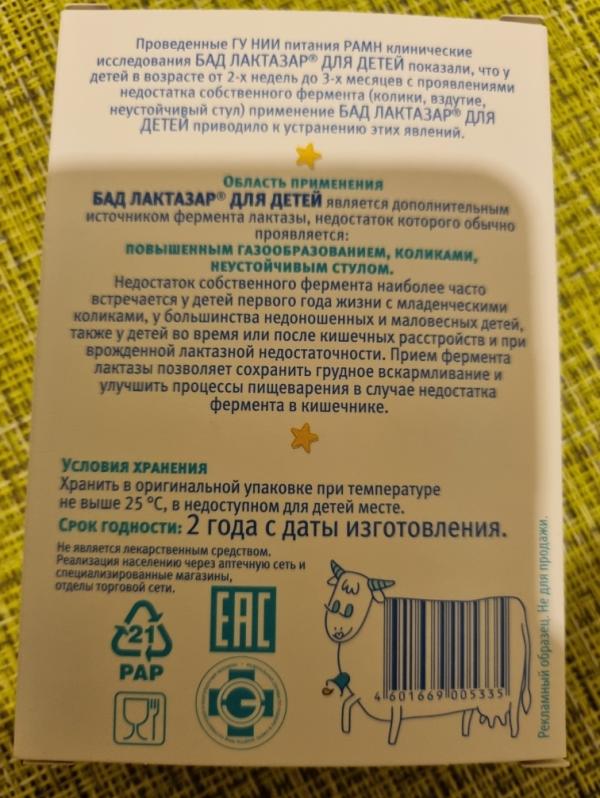 Проведенные ГУ НИИ питания РАМН клинические
исследования БАД ЛАКТАЗАР® ДЛЯ ДЕТЕЙ показали, что у
детей в возрасте от 2-х недель до 3-х месяцев с проявлениями
недостатка собственного фермента (колики, вздутие,
неустойчивый стул) применение БАД ЛАКТАЗАР® ДЛЯ
ДЕТЕЙ приводило к устранению этих явлений.
Область применения
БАД ЛАКТАЗАР® ДЛЯ ДЕТЕЙ является дополнительным
источником фермента лактазы, недостаток которого обычно
проявляется:
ПОВЫШЕННЫМ ГАЗООБРАЗОВАНИЕМ, КОЛИКАМИ,
НЕУСТОЙЧИВЫМ СТУЛОМ.
Недостаток собственного фермента наиболее часто
встречается у детей первого года жизни с младенческими
коликами, у большинства недоношенных и маловесных детей,
также у детей во время или после кишечных расстройств и при
врожденной лактазной недостаточности. Прием фермента
лактазы позволяет сохранить грудное вскармливание и
улучшить процессы пищеварения в случае недостатка
фермента в кишечнике.
Условия хранения
Хранить в оригинальной упаковке при температуре
не выше 25 °С, в недоступном для детей месте.
Срок годности: 2 года с даты изготовления.
Не является лекарственным средством.
Реализация населению через аптечную сеть и
специализированные магазины,
отделы торговой сети.
21
PAP
EAC
4 601669 005335
Рекламный образец. Не для продажи.